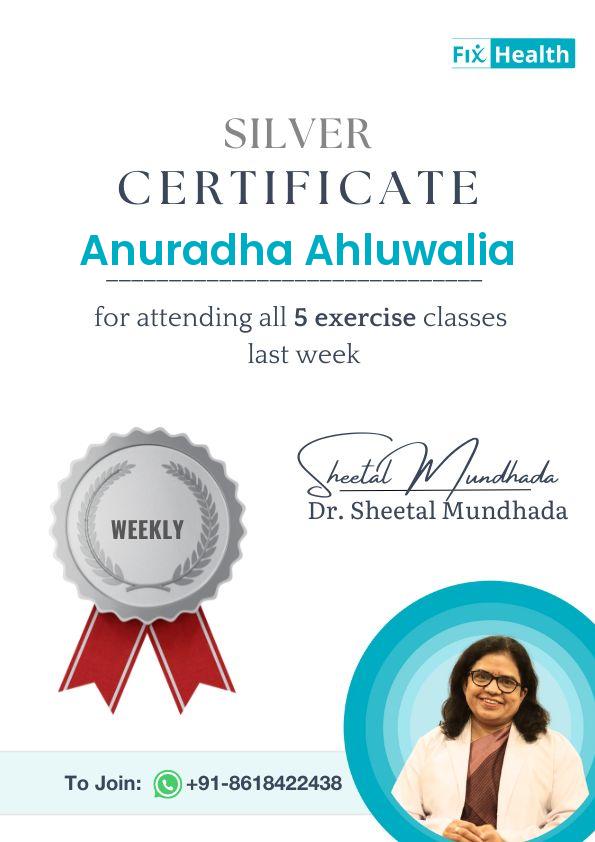 Fix Health
SILVER
CERTIFICATE
Anuradha Ahluwalia
for attending all 5 exercise classes
last week
WEEKLY
Sheetal Mundhada
Dr. Sheetal Mundhada
To Join: +91-8618422438